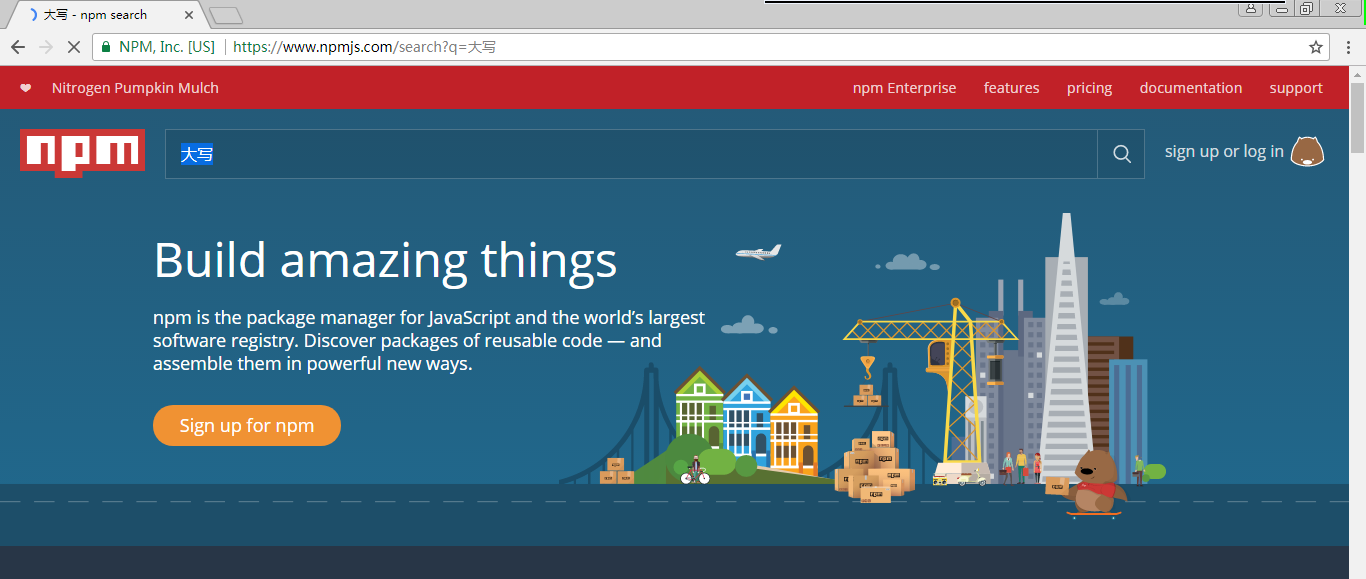 大写 - npm search
NPM, Inc. [US] https://www.npmjs.com/search?q=大写
❤ Nitrogen Pumpkin Mulch
npm Enterprise features pricing documentation support
npm
大写
sign up or log in
Build amazing things
npm is the package manager for JavaScript and the world’s largest
software registry. Discover packages of reusable code — and
assemble them in powerful new ways.
Sign up for npm